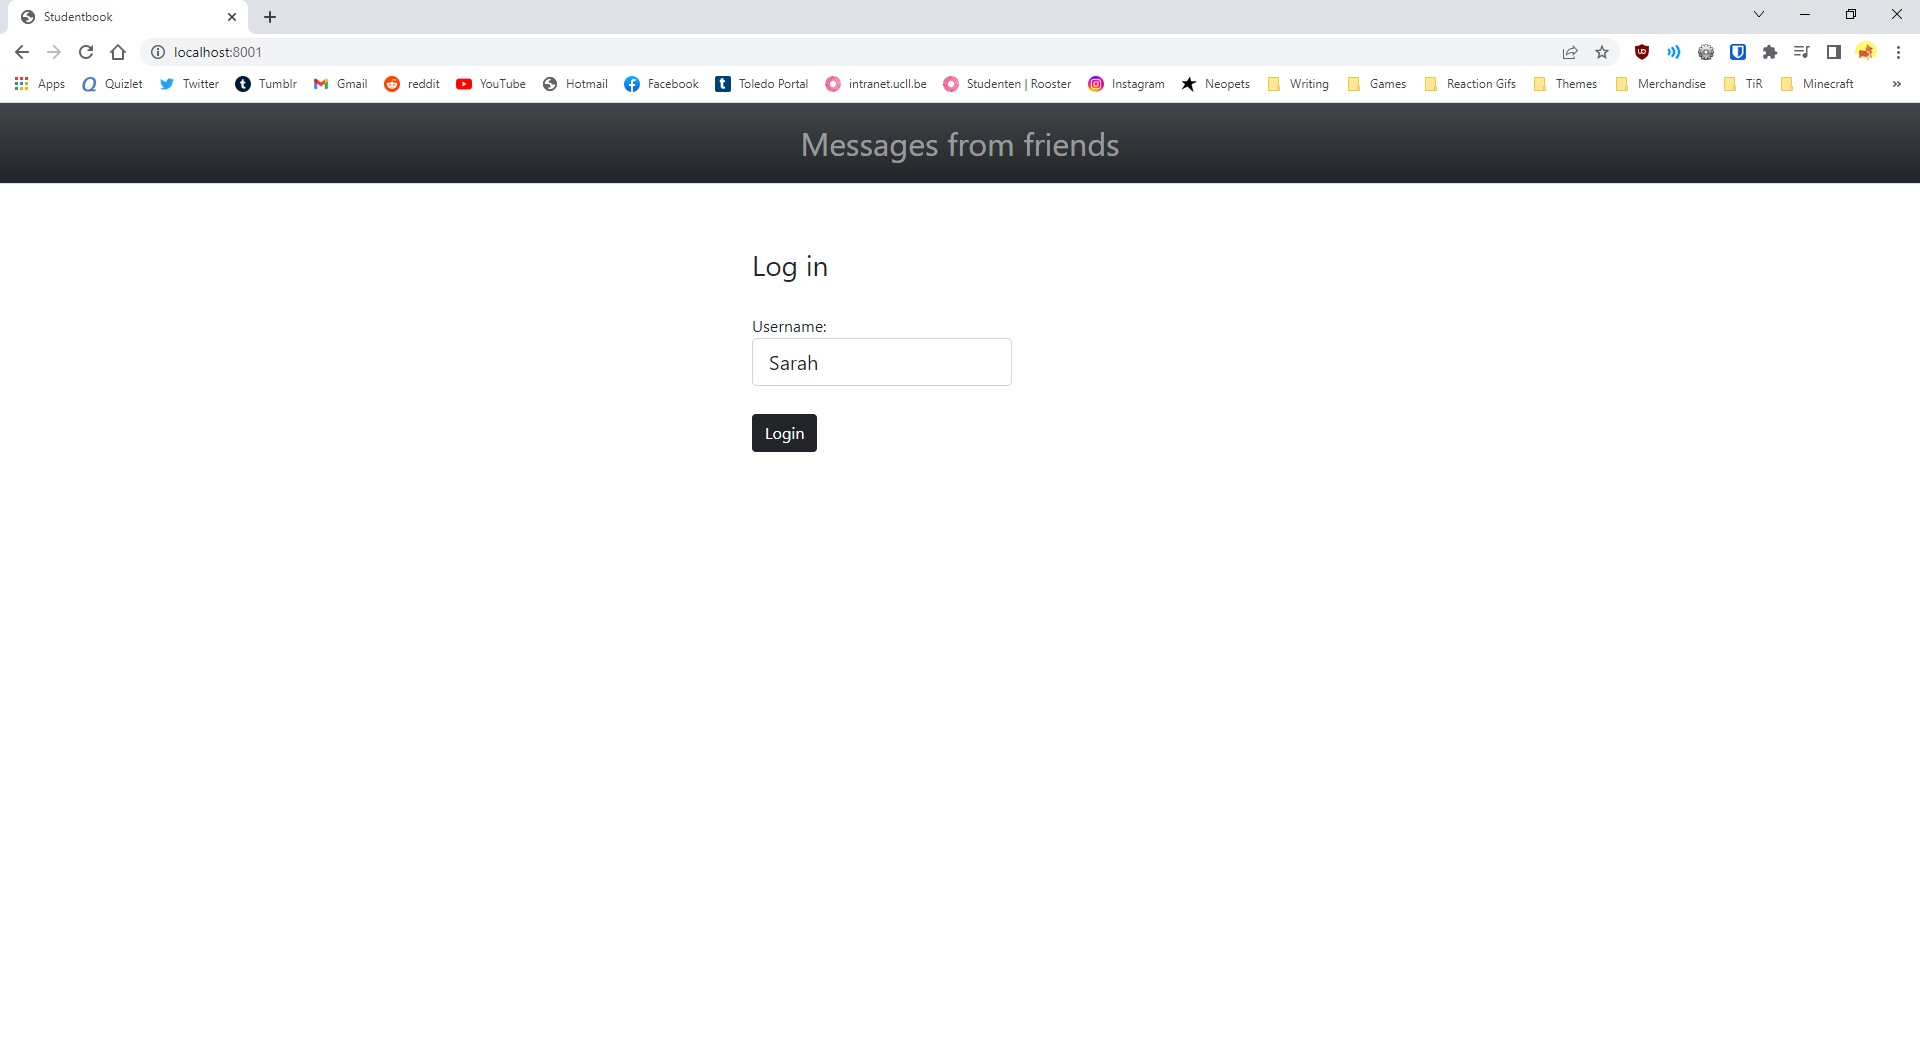 Studentbook
localhost:8001
Apps Quizlet Twitter Tumblr Gmail reddit YouTube Hotmail Facebook Toledo Portal intranet.ucll.be Studenten | Rooster Instagram Neopets Writing Games Reaction Gifs Themes Merchandise TiR Minecraft »
Messages from friends
Log in
Username:
Sarah
Login